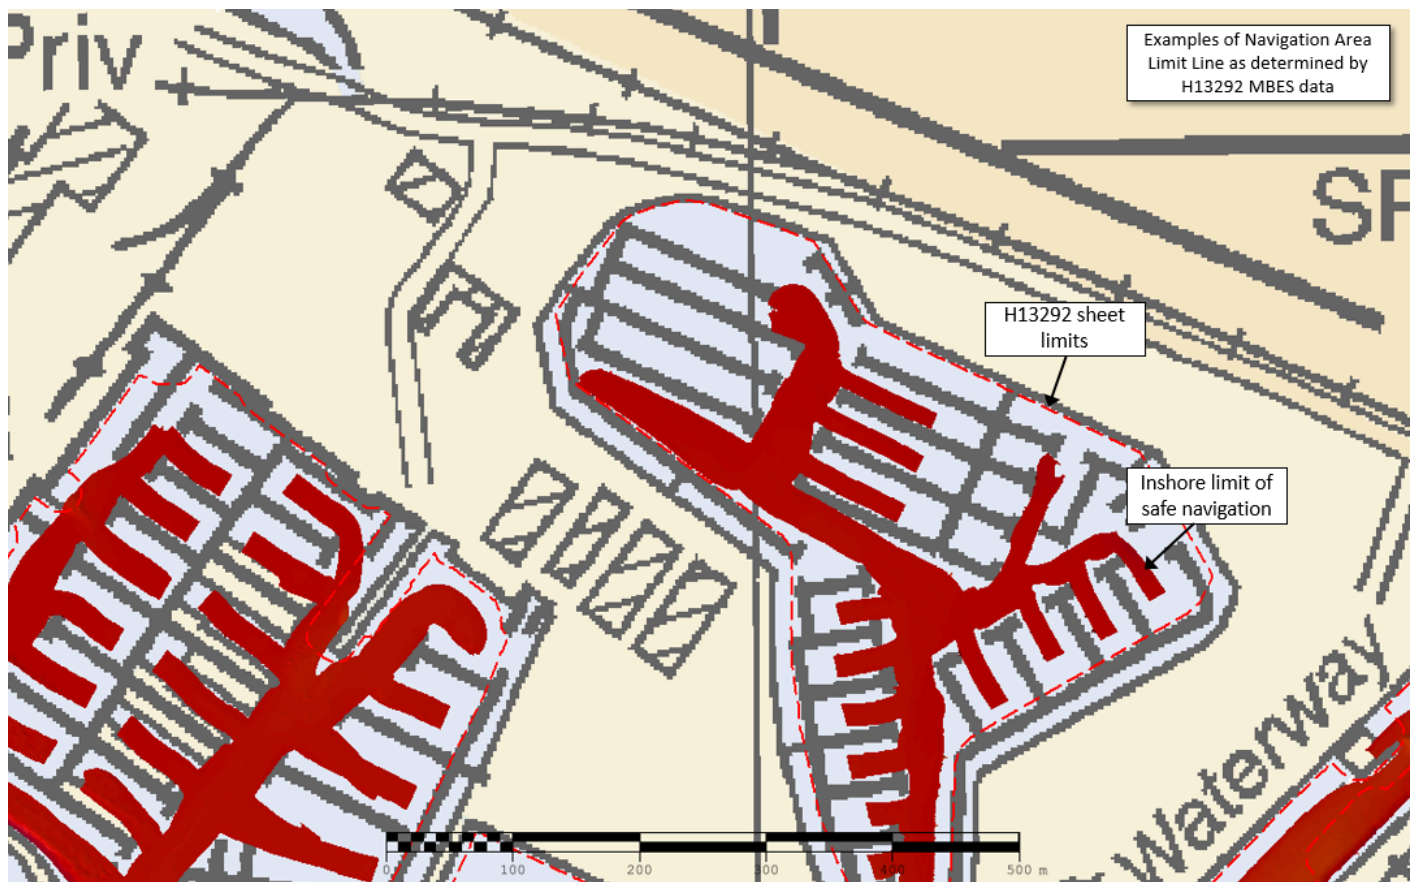 Priv
Examples of Navigation Area
Limit Line as determined by
H13292 MBES data
SP
H13292 sheet
limits
Inshore limit of
safe navigation
Waterway
0 100 200 300 400 500 m